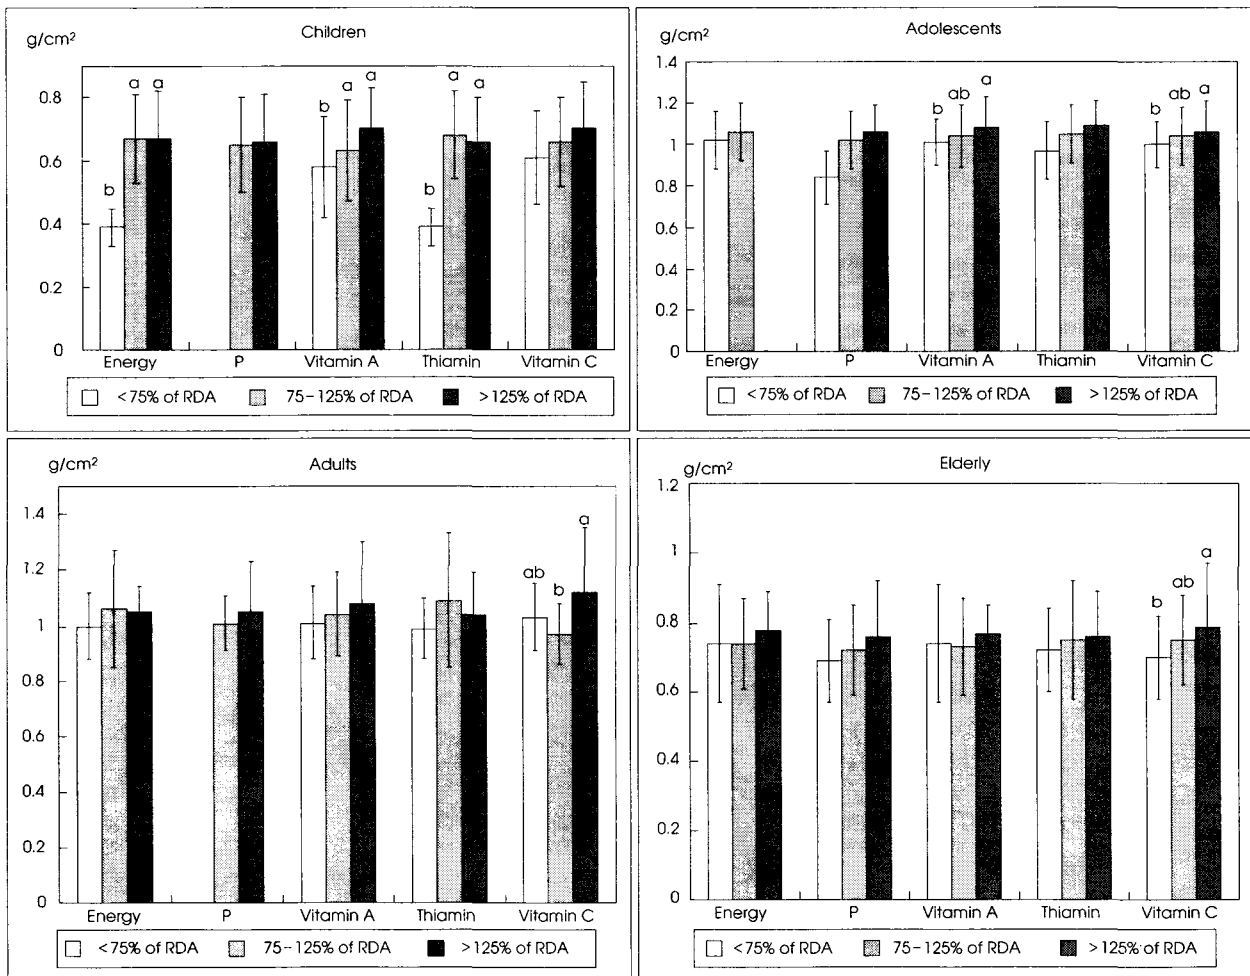 Children
g/cm²
b a a b a a b a a
0.8
0.6
0.4
0.2
0
Energy P Vitamin A Thiamin Vitamin C
<75% of RDA 75–125% of RDA >125% of RDA
Adolescents
g/cm²
b ab a b ab a
1.4
1.2
1
0.8
0.6
0.4
0.2
0
Energy P Vitamin A Thiamin Vitamin C
<75% of RDA 75–125% of RDA >125% of RDA
Adults
g/cm²
ab b a
1.4
1.2
1
0.8
0.6
0.4
0.2
0
Energy P Vitamin A Thiamin Vitamin C
<75% of RDA 75–125% of RDA >125% of RDA
Elderly
g/cm²
b ab a
1.2
1
0.8
0.6
0.4
0.2
0
Energy P Vitamin A Thiamin Vitamin C
<75% of RDA 75–125% of RDA >125% of RDA